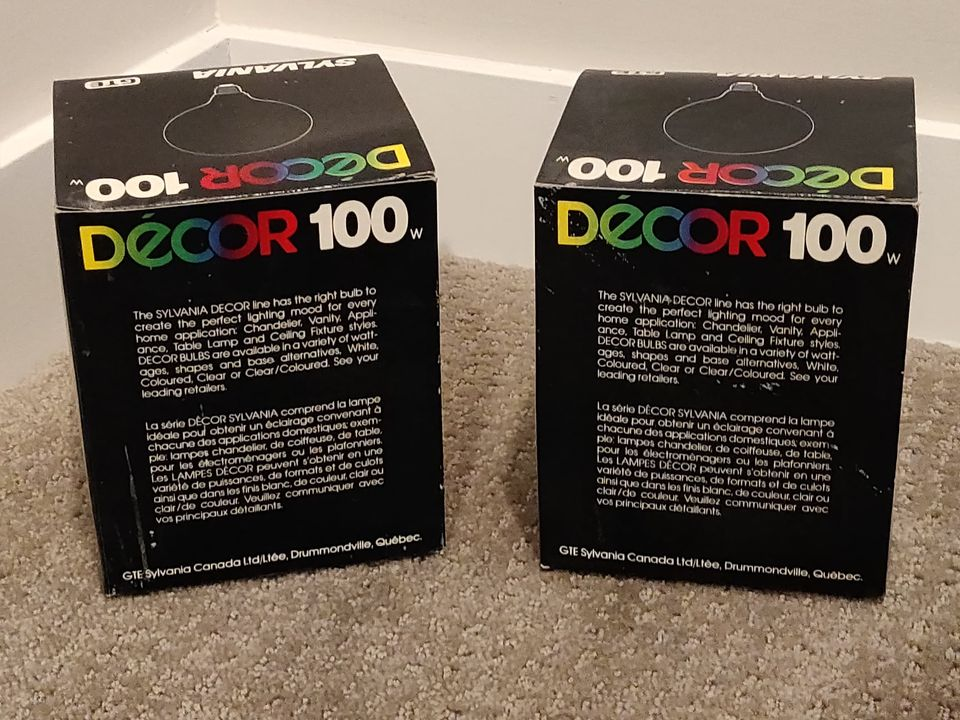 GTE SYLVANIA
DÉCOR 100W
DÉCOR 100W
The SYLVANIA DECOR line has the right bulb to
create the perfect lighting mood for every
home application: Chandelier, Vanity, Appli-
ance, Table Lamp and Ceiling Fixture styles.
DECOR BULBS are available in a variety of watt-
ages, shapes and base alternatives, White,
Coloured, Clear or Clear/Coloured. See your
leading retailers.
La série DÉCOR SYLVANIA comprend la lampe
idéale pour obtenir un éclairage convenant à
chacune des applications domestiques; exem-
ple: lampes chandelier, de coiffeuse, de table,
pour les électroménagers ou les plafonniers.
Les LAMPES DÉCOR peuvent s'obtenir en une
variété de puissances, de formats et de culots
ainsi que dans les finis blanc, de couleur, clair ou
clair/de couleur. Veuillez communiquer avec
vos principaux détaillants.
GTE Sylvania Canada Ltd/Ltée, Drummondville, Québec.
GTE SYLVANIA
DÉCOR 100W
DÉCOR 100W
The SYLVANIA DECOR line has the right bulb to
create the perfect lighting mood for every
home application: Chandelier, Vanity, Appli-
ance, Table Lamp and Ceiling Fixture styles.
DECOR BULBS are available in a variety of watt-
ages, shapes and base alternatives, White,
Coloured, Clear or Clear/Coloured. See your
leading retailers.
La série DÉCOR SYLVANIA comprend la lampe
idéale pour obtenir un éclairage convenant à
chacune des applications domestiques; exem-
ple: lampes chandelier, de coiffeuse, de table,
pour les électroménagers ou les plafonniers.
Les LAMPES DÉCOR peuvent s'obtenir en une
variété de puissances, de formats et de culots
ainsi que dans les finis blanc, de couleur, clair ou
clair/de couleur. Veuillez communiquer avec
vos principaux détaillants.
GTE Sylvania Canada Ltd/Ltée, Drummondville, Québec.